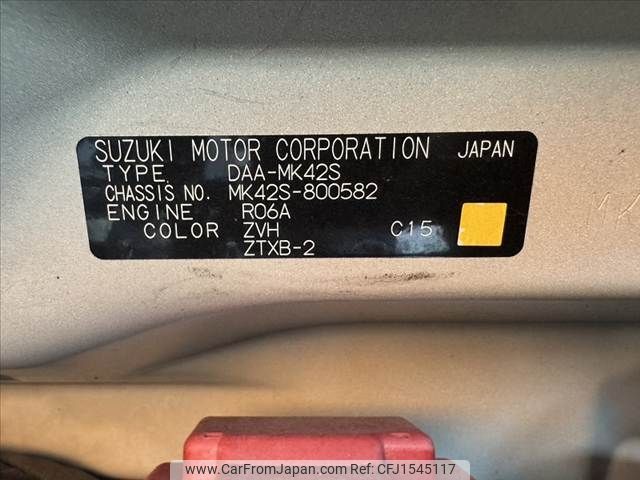 SUZUKI MOTOR CORPORATION JAPAN
TYPE DAA-MK42S
CHASSIS NO. MK42S-800582
ENGINE R06A
COLOR ZVH C15
ZTXB-2
www.CarFromJapan.com Ref No: CFJ1545117